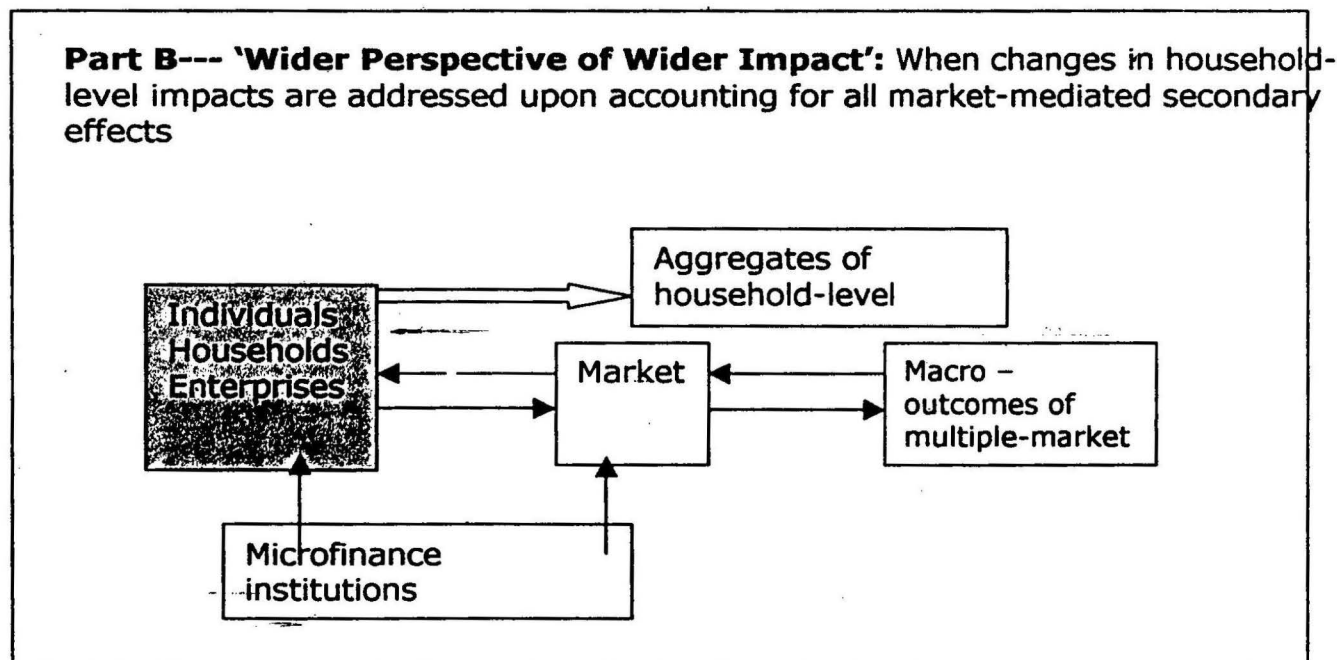 Part B--- ‘Wider Perspective of Wider Impact’: When changes in household-
level impacts are addressed upon accounting for all market-mediated secondary
effects
Aggregates of
household-level
Individuals
Households
Enterprises
Market
Macro –
outcomes of
multiple-market
Microfinance
institutions